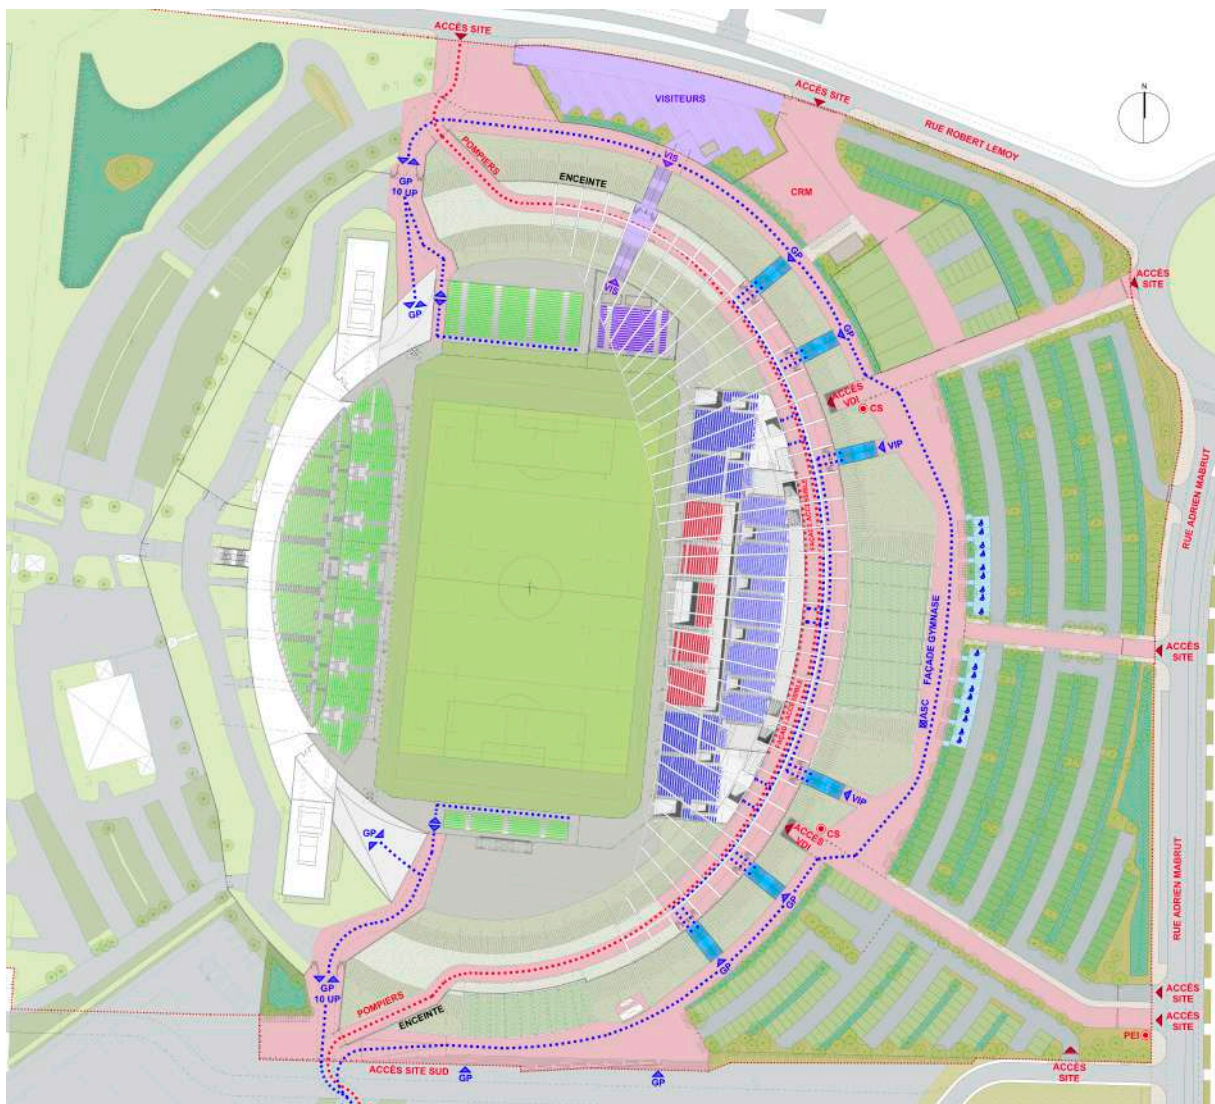 ACCÈS SITE
ACCÈS SITE
VISITEURS
N
RUE ROBERT LEMOY
POMPIERS
VIS
GP
10 UP
ENCEINTE
CRM
GP
ACCÈS
SITE
VIS
GP
GP
ACCÈS
VDI
CS
VIP
RUE ADRIEN MABRUT
FAÇADE GYMNASE
ACCÈS
SITE
ASC
VIP
CS
ACCÈS
VDI
GP
GP
RUE ADRIEN MABRUT
GP
GP
10 UP
POMPIERS
ENCEINTE
ACCÈS
SITE
ACCÈS
SITE
PEI
ACCÈS SITE SUD
GP
GP
ACCÈS
SITE